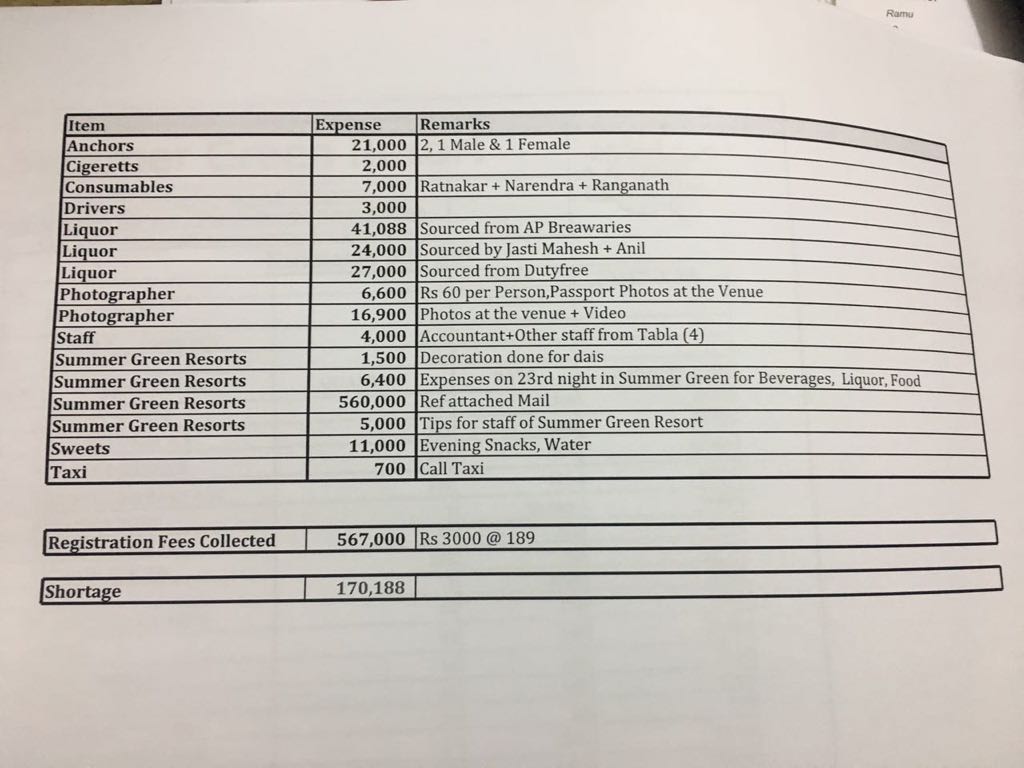 Ramu
Item Expense Remarks
Anchors 21,000 2, 1 Male & 1 Female
Cigeretts 2,000
Consumables 7,000 Ratnakar + Narendra + Ranganath
Drivers 3,000
Liquor 41,088 Sourced from AP Breawaries
Liquor 24,000 Sourced by Jasti Mahesh + Anil
Liquor 27,000 Sourced from Dutyfree
Photographer 6,600 Rs 60 per Person,Passport Photos at the Venue
Photographer 16,900 Photos at the venue + Video
Staff 4,000 Accountant+Other staff from Tabla (4)
Summer Green Resorts 1,500 Decoration done for dais
Summer Green Resorts 6,400 Expenses on 23rd night in Summer Green for Beverages, Liquor, Food
Summer Green Resorts 560,000 Ref attached Mail
Summer Green Resorts 5,000 Tips for staff of Summer Green Resort
Sweets 11,000 Evening Snacks, Water
Taxi 700 Call Taxi
Registration Fees Collected 567,000 Rs 3000 @ 189
Shortage 170,188